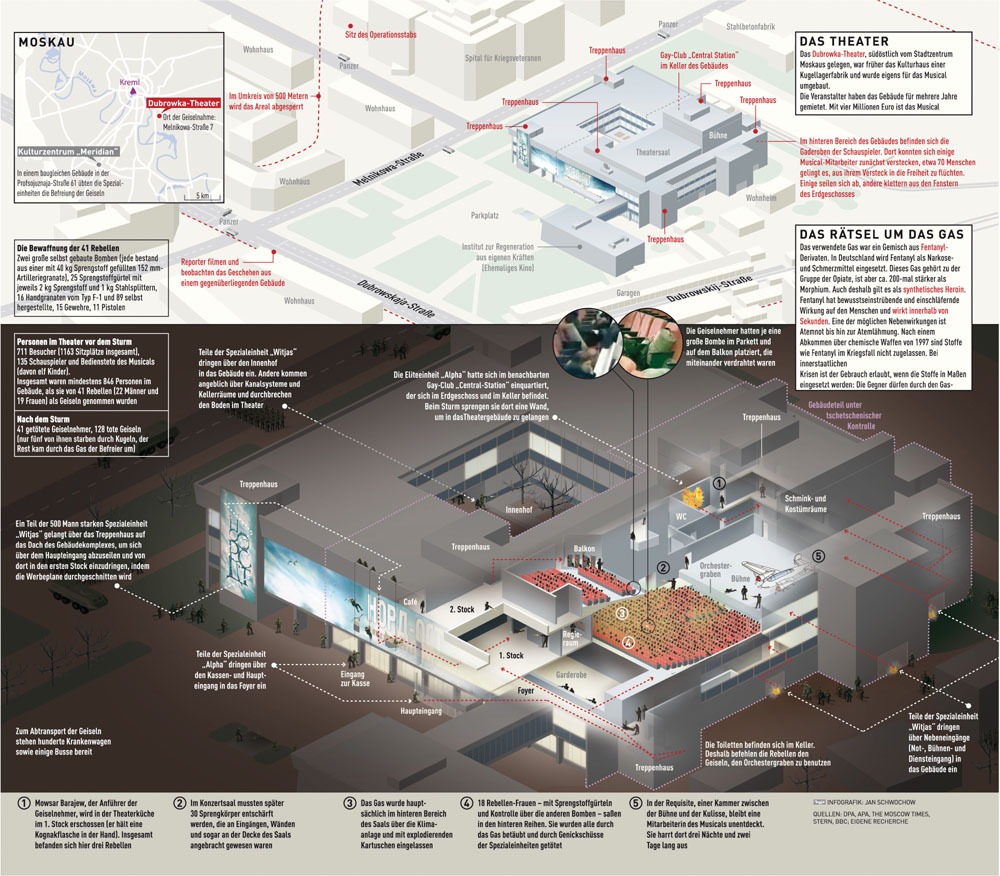 MOSKAU
Moskwa
Kreml
Dubrowka-Theater
Ort der Geiselnahme:
Melnikowa-Straße 7
Kulturzentrum „Meridian“
In einem baugleichen Gebäude in der
Profsojuznaja-Straße 61 übten die Spezial-
einheiten die Befreiung der Geiseln
5 km
Die Bewaffnung der 41 Rebellen
Zwei große selbst gebaute Bomben (jede bestand
aus einer mit 40 kg Sprengstoff gefüllten 152 mm-
Artilleriegranate), 25 Sprengstoffgürtel mit
jeweils 2 kg Sprengstoff und 1 kg Stahlsplittern,
16 Handgranaten vom Typ F-1 und 89 selbst
hergestellte, 15 Gewehre, 11 Pistolen
Wohnhaus
Sitz des Operationsstabs
Panzer
Im Umkreis von 500 Metern
wird das Areal abgesperrt
Wohnhaus
Spital für Kriegsveteranen
Wohnhaus
Melnikowa-Straße
Panzer
Reporter filmen und
beobachten das Geschehen aus
einem gegenüberliegenden Gebäude
Wohnhaus
Dubrowskaja-Straße
Parkplatz
Institut zur Regeneration
aus eigenen Kräften
(Ehemaliges Kino)
Garagen
Dubrowskij-Straße
Wohnheim
Panzer
Stahlbetonfabrik
Panzer
Treppenhaus
Gay-Club „Central Station“
im Keller des Gebäudes
Treppenhaus
Treppenhaus
Treppenhaus
Treppenhaus
Bühne
Theatersaal
Treppenhaus
DAS THEATER
Das Dubrowka-Theater, südöstlich vom Stadtzentrum
Moskaus gelegen, war früher das Kulturhaus einer
Kugellagerfabrik und wurde eigens für das Musical
umgebaut.
Die Veranstalter haben das Gebäude für mehrere Jahre
gemietet. Mit vier Millionen Euro ist das Musical
Im hinteren Bereich des Gebäudes befinden sich die
Gaderoben der Schauspieler. Dort konnten sich einige
Musical-Mitarbeiter zunächst verstecken, etwa 70 Menschen
gelingt es, aus ihrem Versteck in die Freiheit zu flüchten.
Einige seilen sich ab, andere klettern aus den Fenstern
des Erdgeschosses
DAS RÄTSEL UM DAS GAS
Das verwendete Gas war ein Gemisch aus Fentanyl-
Derivaten. In Deutschland wird Fentanyl als Narkose-
und Schmerzmittel eingesetzt. Dieses Gas gehört zu der
Gruppe der Opiate, ist aber ca. 200-mal stärker als
Morphium. Auch deshalb gilt es als synthetisches Heroin.
Fentanyl hat bewusstseinstrübende und einschläfernde
Wirkung auf den Menschen und wirkt innerhalb von
Sekunden. Eine der möglichen Nebenwirkungen ist
Atemnot bis hin zur Atemlähmung. Nach einem
Abkommen über chemische Waffen von 1997 sind Stoffe
wie Fentanyl im Kriegsfall nicht zugelassen. Bei
innerstaatlichen
Krisen ist der Gebrauch erlaubt, wenn die Stoffe in Maßen
eingesetzt werden: Die Gegner dürfen durch den Gas-
Personen im Theater vor dem Sturm
711 Besucher (1163 Sitzplätze insgesamt),
135 Schauspieler und Bedienstete des Musicals
(davon elf Kinder).
Insgesamt waren mindestens 846 Personen im
Gebäude, als sie von 41 Rebellen (22 Männer und
19 Frauen) als Geiseln genommen wurden
Nach dem Sturm
41 getötete Geiselnehmer, 128 tote Geiseln
(nur fünf von ihnen starben durch Kugeln, der
Rest kam durch das Gas der Befreier um)
Teile der Spezialeinheit „Witjas“
dringen über den Innenhof
in das Gebäude ein. Andere kommen
angeblich über Kanalsysteme und
Kellerräume und durchbrechen
den Boden im Theater
Die Eliteeinheit „Alpha“ hatte sich im benachbarten
Gay-Club „Central-Station“ einquartiert,
der sich im Erdgeschoss und im Keller befindet.
Beim Sturm sprengen sie dort eine Wand,
um in dasTheatergebäude zu gelangen
Die Geiselnehmer hatten je eine
große Bombe im Parkett und
auf dem Balkon platziert, die
miteinander verdrahtet waren
Gebäudeteil unter
tschetschenischer
Kontrolle
Treppenhaus
Treppenhaus
Innenhof
Treppenhaus
WC
1
Schmink- und
Kostümräume
Treppenhaus
Balkon
2
Orchester-
graben
Bühne
5
Café
НОРД-ОСТ
2. Stock
3
4
Regie-
raum
1. Stock
Garderobe
Foyer
Eingang
zur Kasse
Haupteingang
Treppenhaus
Ein Teil der 500 Mann starken Spezialeinheit
„Witjas“ gelangt über das Treppenhaus auf
das Dach des Gebäudekomplexes, um sich
über dem Haupteingang abzuseilen und von
dort in den ersten Stock einzudringen, indem
die Werbeplane durchgeschnitten wird
Teile der Spezialeinheit
„Alpha“ dringen über
den Kassen- und Haupt-
eingang in das Foyer ein
Zum Abtransport der Geiseln
stehen hunderte Krankenwagen
sowie einige Busse bereit
Die Toiletten befinden sich im Keller.
Deshalb befehlen die Rebellen den
Geiseln, den Orchestergraben zu benutzen
Teile der Spezialeinheit
„Witjas“ dringen
über Nebeneingänge
(Not-, Bühnen- und
Diensteingang) in
das Gebäude ein
1 Mowsar Barajew, der Anführer der
Geiselnehmer, wird in der Theaterküche
im 1. Stock erschossen (er hält eine
Kognakflasche in der Hand). Insgesamt
befanden sich hier drei Rebellen
2 Im Konzertsaal mussten später
30 Sprengkörper entschärft
werden, die an Eingängen, Wänden
und sogar an der Decke des Saals
angebracht gewesen waren
3 Das Gas wurde haupt-
sächlich im hinteren Bereich
des Saals über die Klima-
anlage und mit explodierenden
Kartuschen eingelassen
4 18 Rebellen-Frauen – mit Sprengstoffgürteln
und Kontrolle über die anderen Bomben – saßen
in den hinteren Reihen. Sie wurden alle durch
das Gas betäubt und durch Genickschüsse
der Spezialeinheiten getötet
5 In der Requisite, einer Kammer zwischen
der Bühne und der Kulisse, bleibt eine
Mitarbeiterin des Musicals unentdeckt.
Sie harrt dort drei Nächte und zwei
Tage lang aus
INFOGRAFIK: JAN SCHWOCHOW
QUELLEN: DPA, APA, THE MOSCOW TIMES,
STERN, BBC, EIGENE RECHERCHE